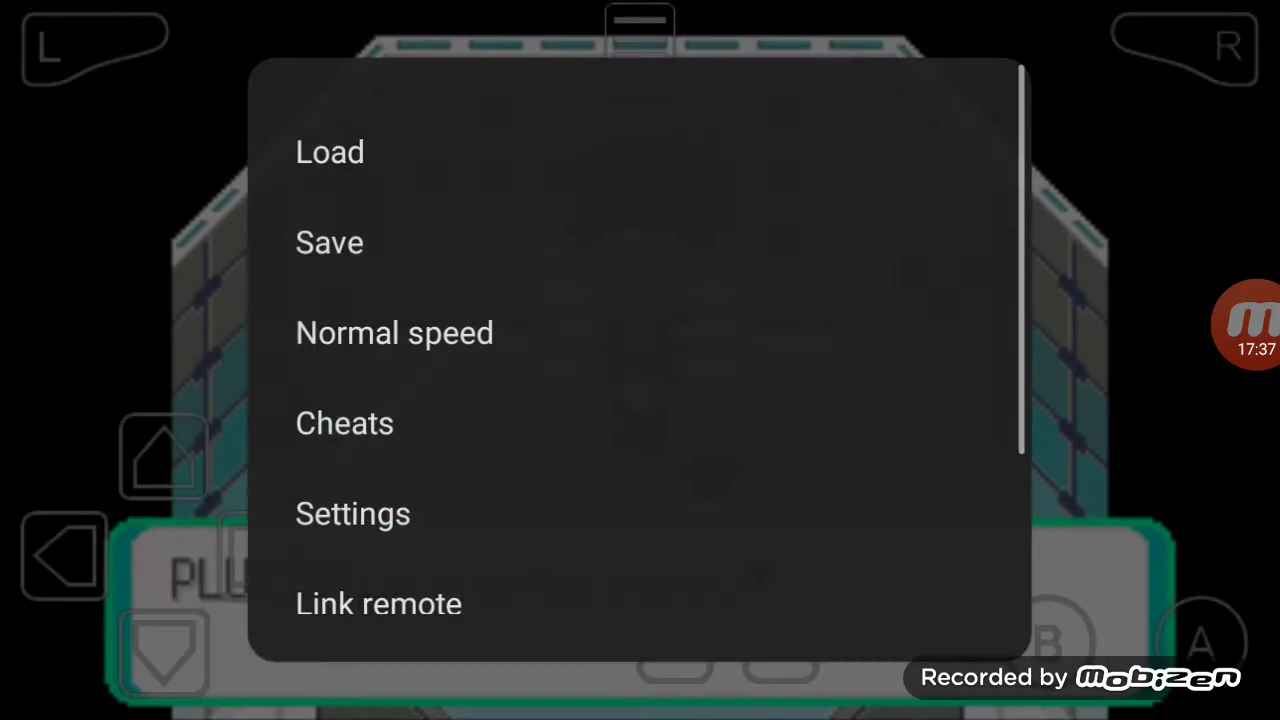 L
R
Load
Save
Normal speed
17:37
Cheats
Settings
Link remote
B
A
Recorded by mobizen